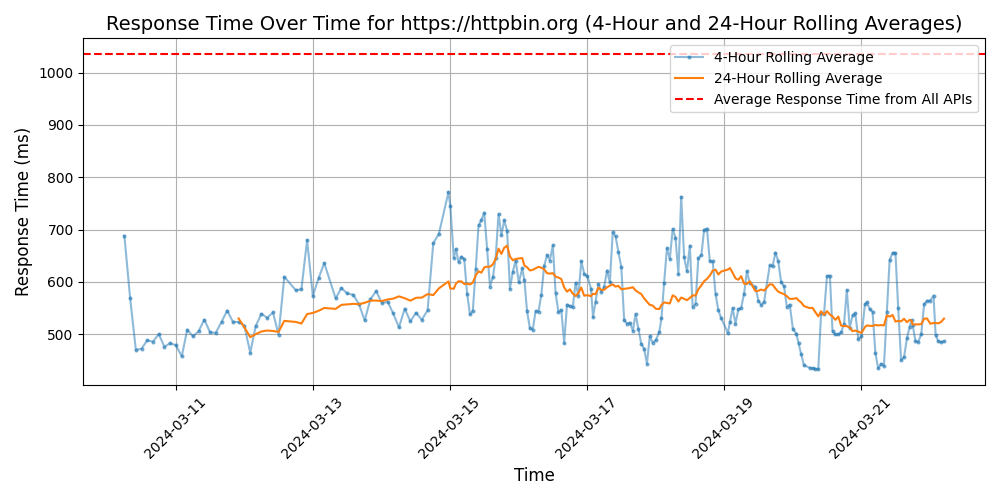 Response Time Over Time for https://httpbin.org (4-Hour and 24-Hour Rolling Averages)
4-Hour Rolling Average
24-Hour Rolling Average
Average Response Time from All APIs
Response Time (ms)
1000
900
800
700
600
500
2024-03-11
2024-03-13
2024-03-15
2024-03-17
2024-03-19
2024-03-21
Time